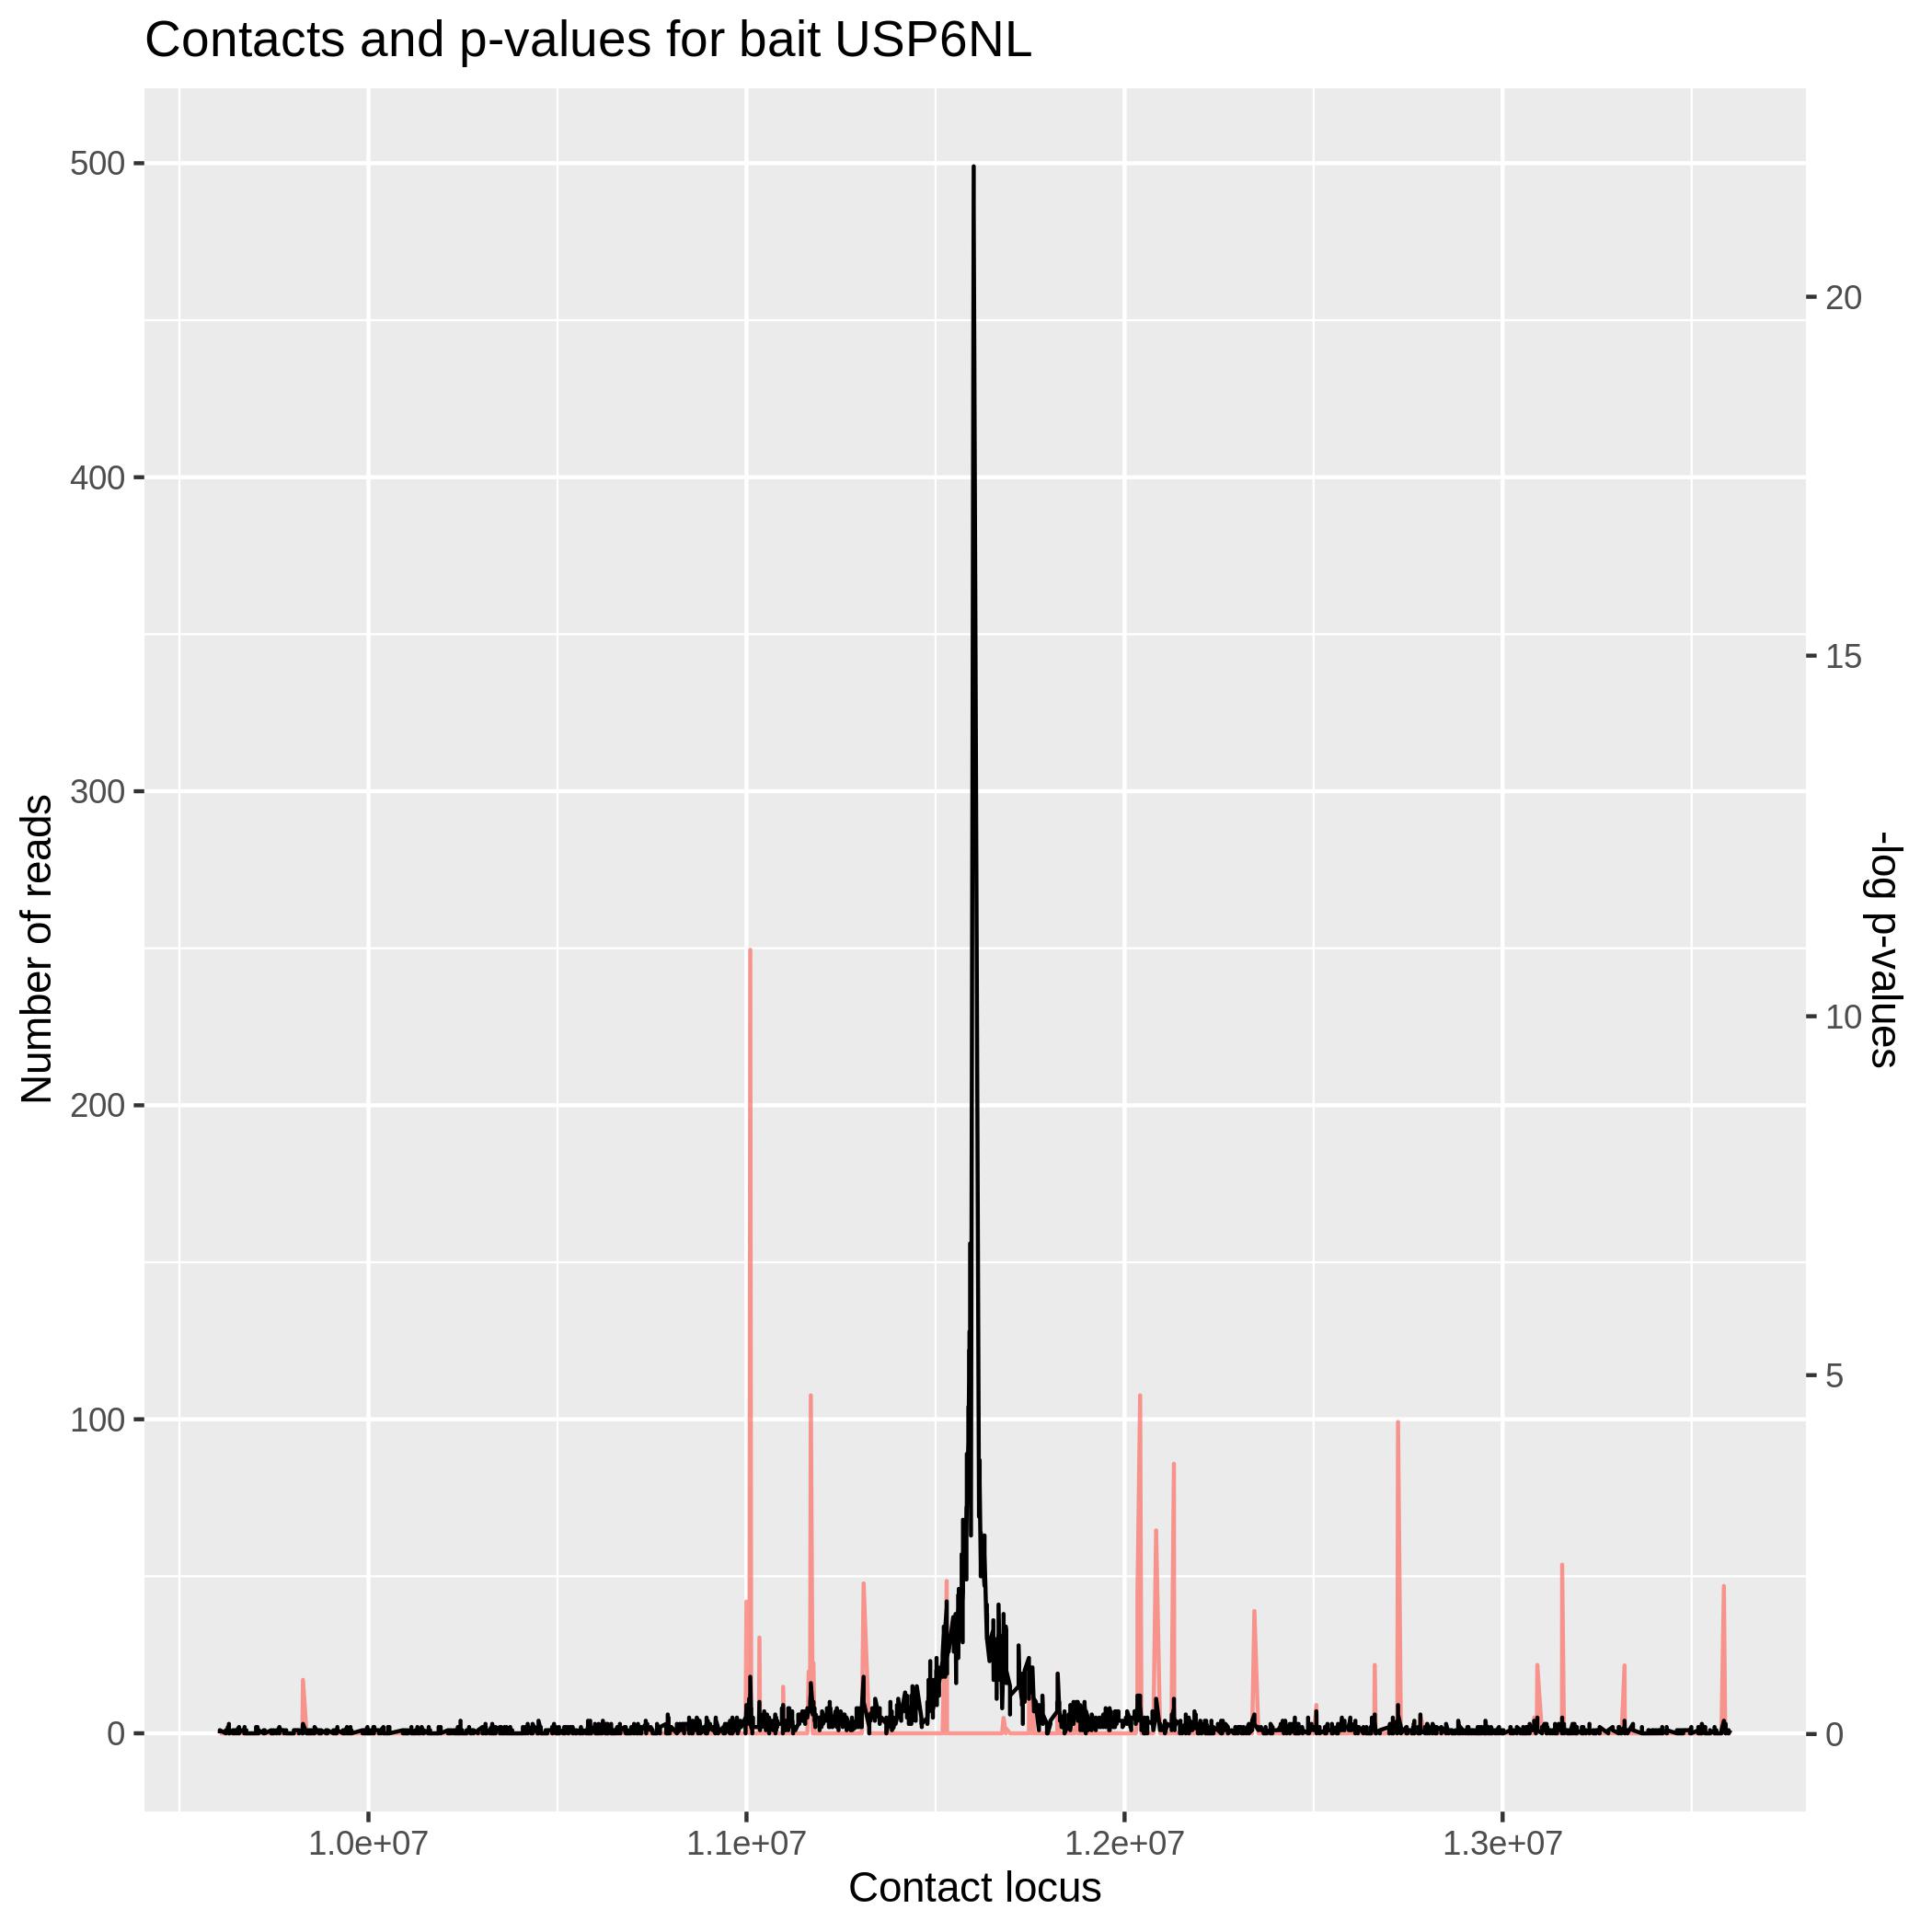 Contacts and p-values for bait USP6NL
500
400
300
200
100
0
Number of reads
20
15
10
5
0
-log p-values
1.0e+07
1.1e+07
1.2e+07
1.3e+07
Contact locus